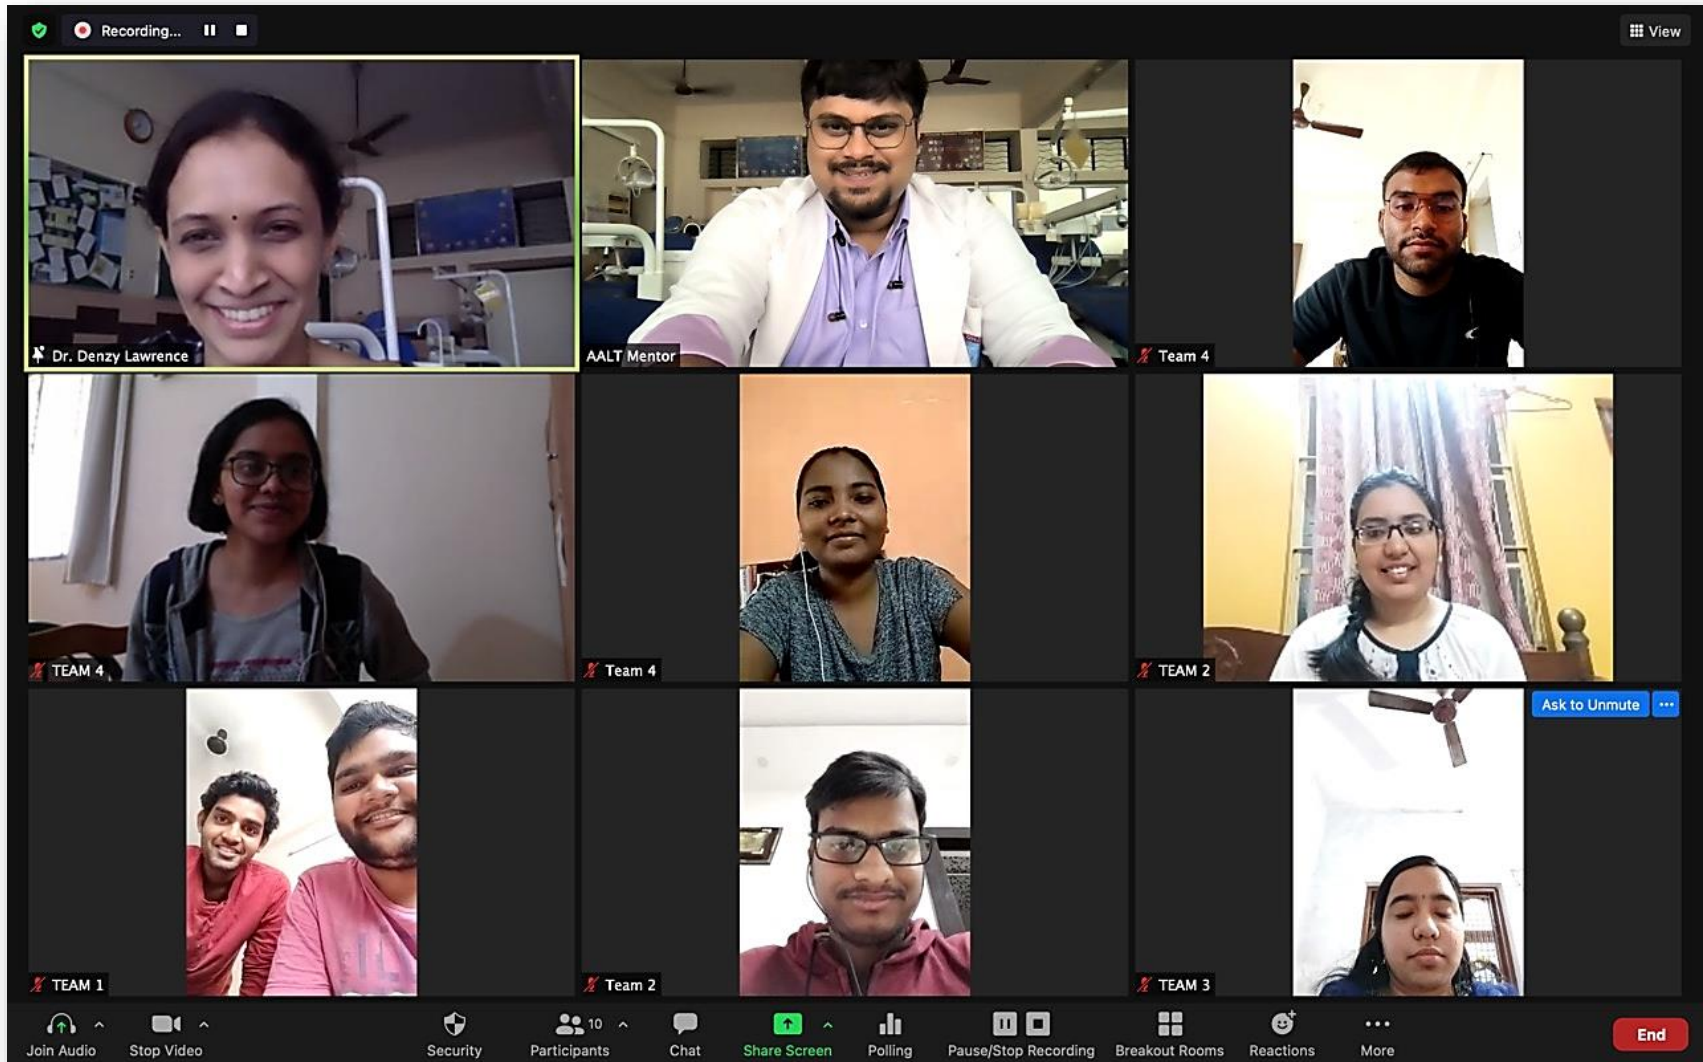 Recording...
View
Dr. Denzy Lawrence
AALT Mentor
Team 4
TEAM 4
Team 4
TEAM 2
Ask to Unmute
TEAM 1
Team 2
TEAM 3
10
Join Audio
Stop Video
Security
Participants
Chat
Share Screen
Polling
Pause/Stop Recording
Breakout Rooms
Reactions
More
End